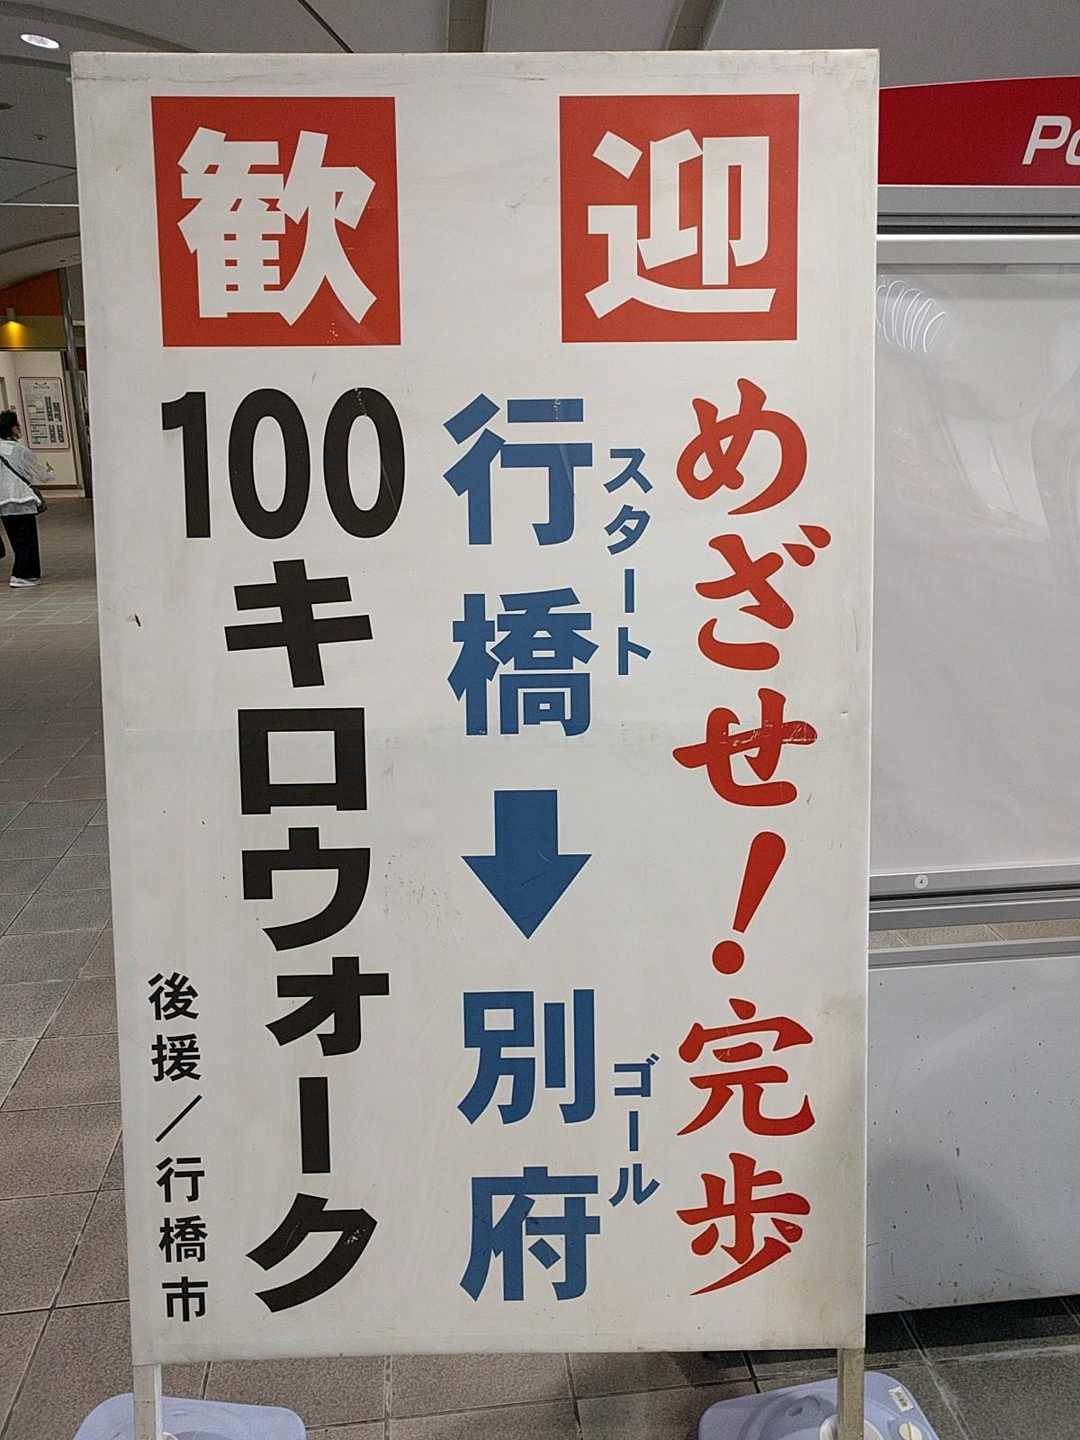 歓迎
めざせ！完歩
スタート
行橋➡別府
ゴール
100キロウォーク
後援／行橋市